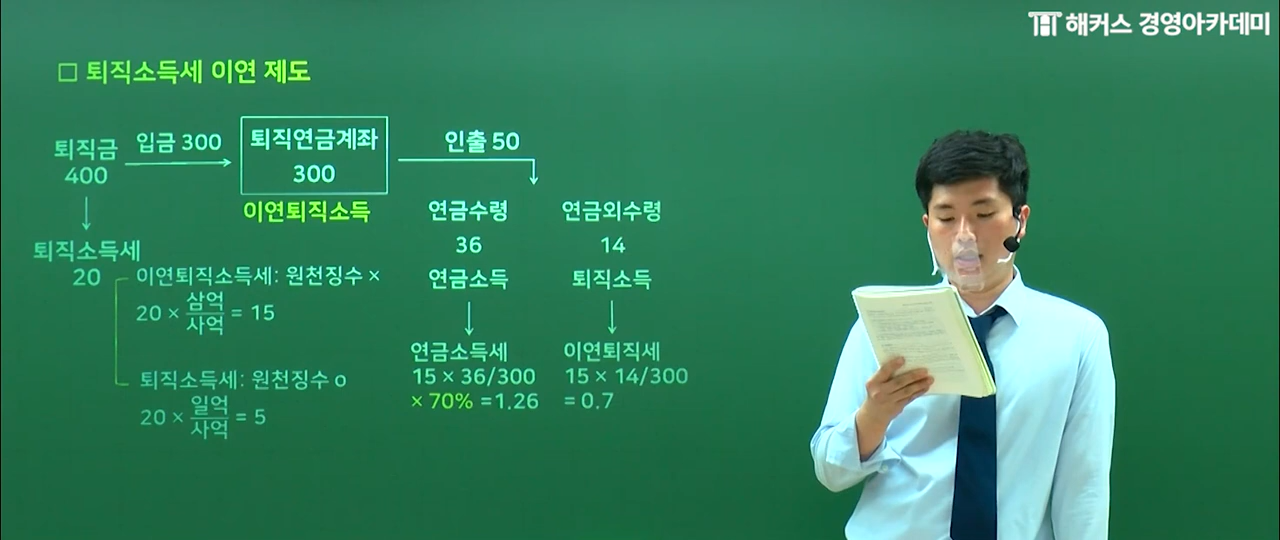 해커스 경영아카데미
□ 퇴직소득세 이연 제도
퇴직금
400
입금 300
퇴직연금계좌
300
이연퇴직소득
인출 50
퇴직소득세
20
이연퇴직소득세: 원천징수 ×
20 × 삼억/사억 = 15
퇴직소득세: 원천징수 o
20 × 일억/사억 = 5
연금수령
36
연금소득
연금소득세
15 × 36/300
× 70% =1.26
연금외수령
14
퇴직소득
이연퇴직세
15 × 14/300
= 0.7